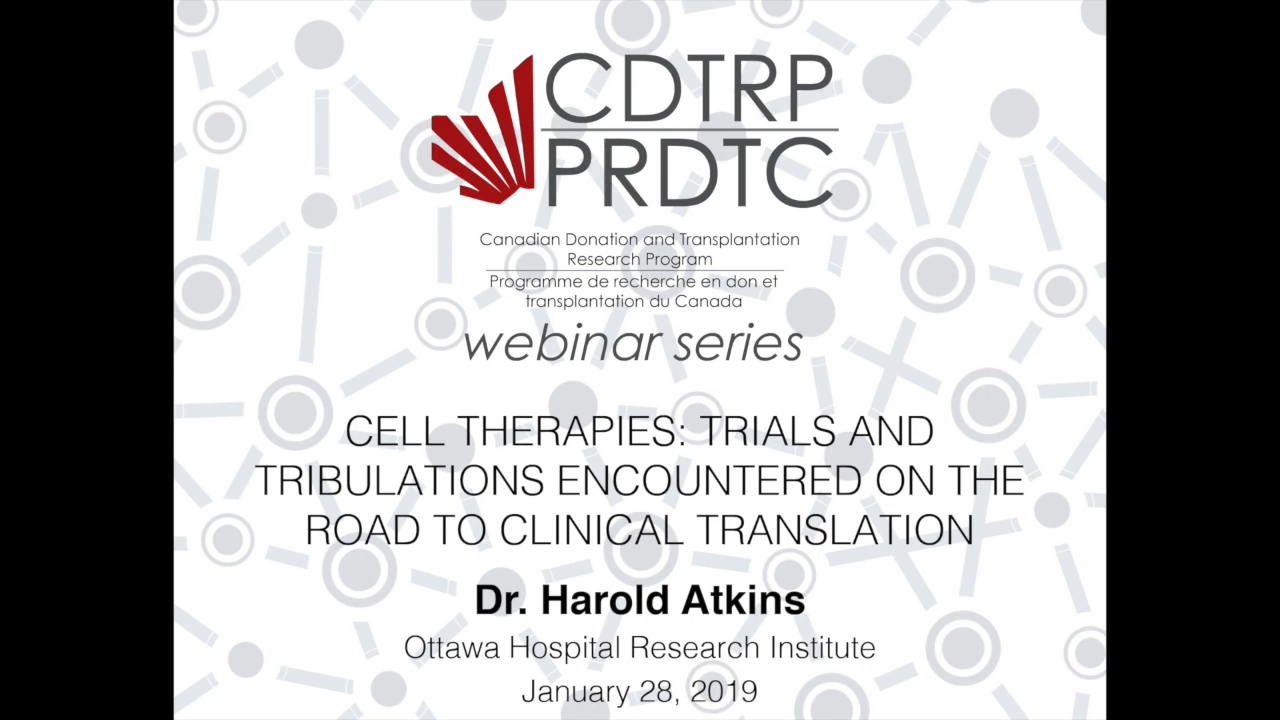 CDTRP
PRDTC
Canadian Donation and Transplantation
Research Program
Programme de recherche en don et
transplantation du Canada
webinar series
CELL THERAPIES: TRIALS AND
TRIBULATIONS ENCOUNTERED ON THE
ROAD TO CLINICAL TRANSLATION
Dr. Harold Atkins
Ottawa Hospital Research Institute
January 28, 2019